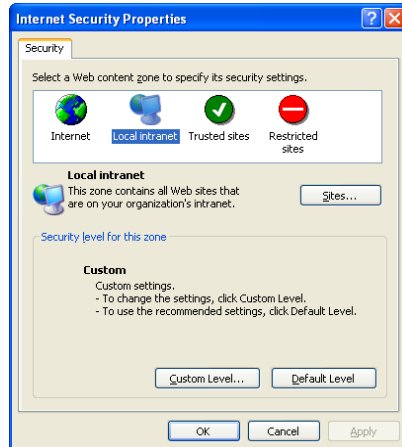 Internet Security Properties
Security
Select a Web content zone to specify its security settings.
Internet
Local intranet
Trusted sites
Restricted
sites
Local intranet
This zone contains all Web sites that
are on your organization's intranet.
Sites...
Security level for this zone
Custom
Custom settings.
- To change the settings, click Custom Level.
- To use the recommended settings, click Default Level.
Custom Level...
Default Level
OK
Cancel
Apply